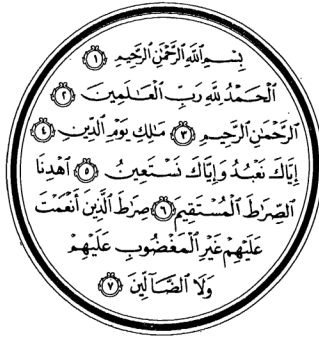 بِسْمِ ٱللَّهِ ٱلرَّحْمَٰنِ ٱلرَّحِيمِ ١
ٱلْحَمْدُ لِلَّهِ رَبِّ ٱلْعَٰلَمِينَ ٢
ٱلرَّحْمَٰنِ ٱلرَّحِيمِ ٣ مَٰلِكِ يَوْمِ ٱلدِّينِ ٤
إِيَّاكَ نَعْبُدُ وَإِيَّاكَ نَسْتَعِينُ ٥ ٱهْدِنَا
ٱلصِّرَٰطَ ٱلْمُسْتَقِيمَ ٦ صِرَٰطَ ٱلَّذِينَ أَنْعَمْتَ
عَلَيْهِمْ غَيْرِ ٱلْمَغْضُوبِ عَلَيْهِمْ
وَلَا ٱلضَّآلِّينَ ٧